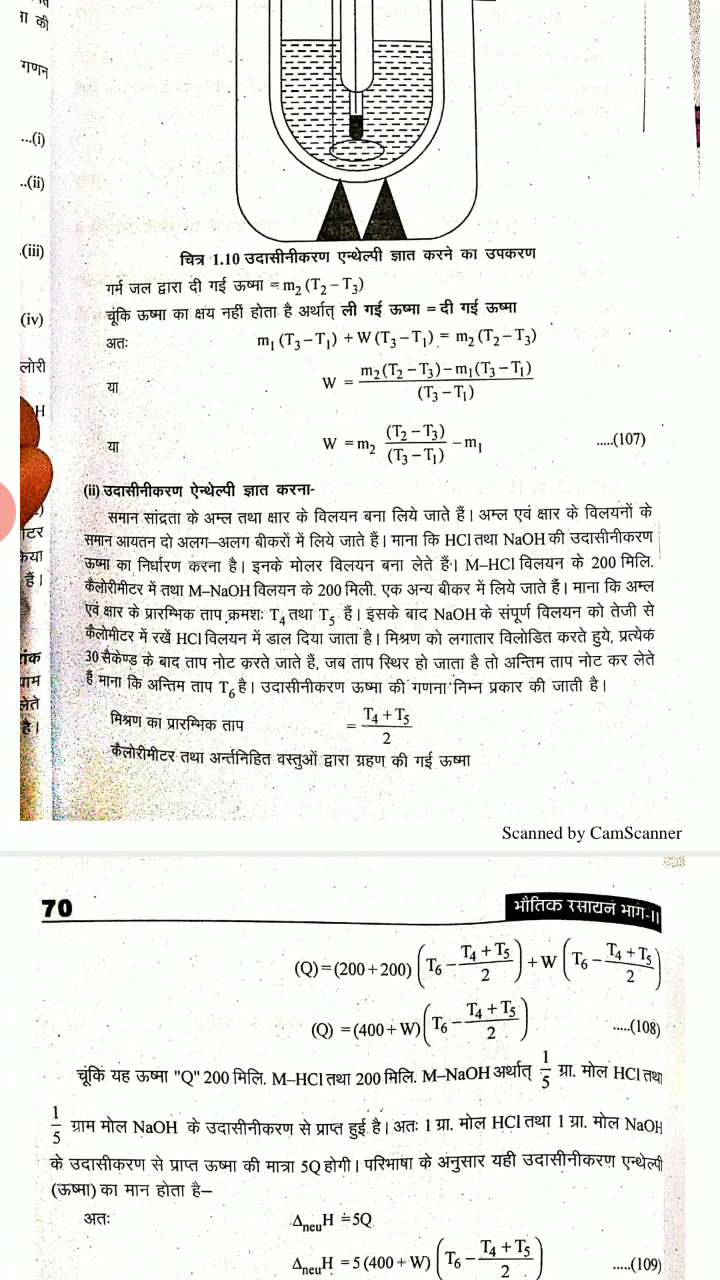 ा की
गणन
...(i)
..(ii)
.(iii)
(iv)
लोरी
H
टर
केया
हैं।
ांक
ग्राम
लेते
है।
चित्र 1.10 उदासीनीकरण एन्थेल्पी ज्ञात करने का उपकरण
गर्म जल द्वारा दी गई ऊष्मा = m₂ (T₂ – T₃)
चूंकि ऊष्मा का क्षय नहीं होता है अर्थात् ली गई ऊष्मा = दी गई ऊष्मा
अतः m₁ (T₃ – T₁) + W (T₃ – T₁) = m₂ (T₂ – T₃)
या W = m₂(T₂ – T₃) – m₁(T₃ – T₁) / (T₃ – T₁)
या W = m₂ (T₂ – T₃) / (T₃ – T₁) – m₁ .....(107)
(ii) उदासीनीकरण ऐन्थेल्पी ज्ञात करना-
समान सांद्रता के अम्ल तथा क्षार के विलयन बना लिये जाते हैं। अम्ल एवं क्षार के विलयनों के
समान आयतन दो अलग–अलग बीकरों में लिये जाते हैं। माना कि HCl तथा NaOH की उदासीनीकरण
ऊष्मा का निर्धारण करना है। इनके मोलर विलयन बना लेते हैं। M–HCl विलयन के 200 मिलि.
कैलोरीमीटर में तथा M–NaOH विलयन के 200 मिली. एक अन्य बीकर में लिये जाते हैं। माना कि अम्ल
एवं क्षार के प्रारम्भिक ताप क्रमशः T₄ तथा T₅ हैं। इसके बाद NaOH के संपूर्ण विलयन को तेजी से
कैलोमीटर में रखें HCl विलयन में डाल दिया जाता है। मिश्रण को लगातार विलोडित करते हुये, प्रत्येक
30 सैकेण्ड के बाद ताप नोट करते जाते हैं, जब ताप स्थिर हो जाता है तो अन्तिम ताप नोट कर लेते
हैं माना कि अन्तिम ताप T₆ है। उदासीनीकरण ऊष्मा की गणना निम्न प्रकार की जाती है।
मिश्रण का प्रारम्भिक ताप = T₄ + T₅ / 2
कैलोरीमीटर तथा अर्न्तनिहित वस्तुओं द्वारा ग्रहण की गई ऊष्मा
Scanned by CamScanner
70 भौतिक रसायन भाग-II
(Q) = (200 + 200) (T₆ – T₄ + T₅ / 2) + W (T₆ – T₄ + T₅ / 2)
(Q) = (400 + W) (T₆ – T₄ + T₅ / 2) .....(108)
चूंकि यह ऊष्मा "Q" 200 मिलि. M–HCl तथा 200 मिलि. M–NaOH अर्थात् 1/5 ग्रा. मोल HCl तथा
1/5 ग्राम मोल NaOH के उदासीनीकरण से प्राप्त हुई है। अतः 1 ग्रा. मोल HCl तथा 1 ग्रा. मोल NaOH
के उदासीकरण से प्राप्त ऊष्मा की मात्रा 5Q होगी। परिभाषा के अनुसार यही उदासीनीकरण एन्थेल्पी
(ऊष्मा) का मान होता है–
अतः ΔneuH = 5Q
ΔneuH = 5 (400 + W) (T₆ – T₄ + T₅ / 2) .....(109)